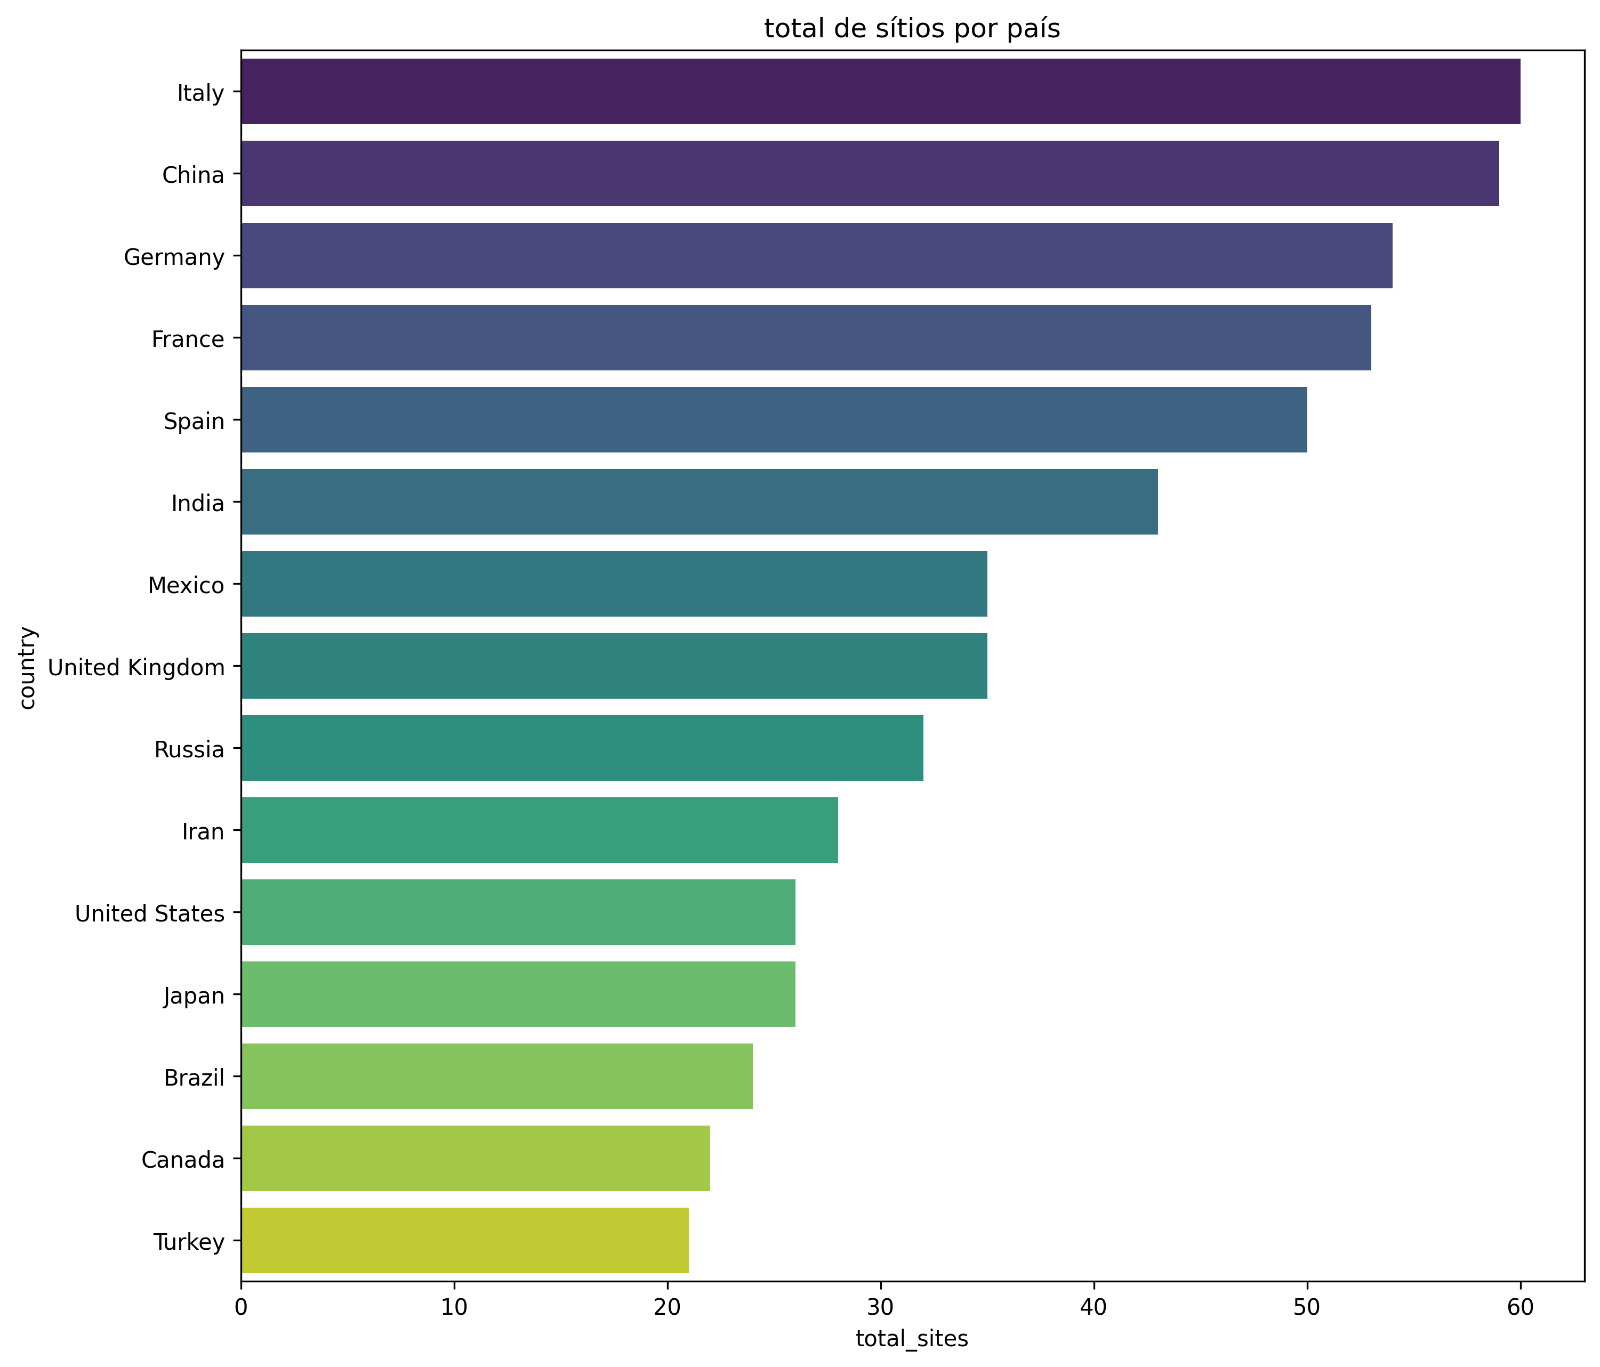 total de sítios por país
Italy
China
Germany
France
Spain
India
Mexico
United Kingdom
Russia
Iran
United States
Japan
Brazil
Canada
Turkey
country
0 10 20 30 40 50 60
total_sites